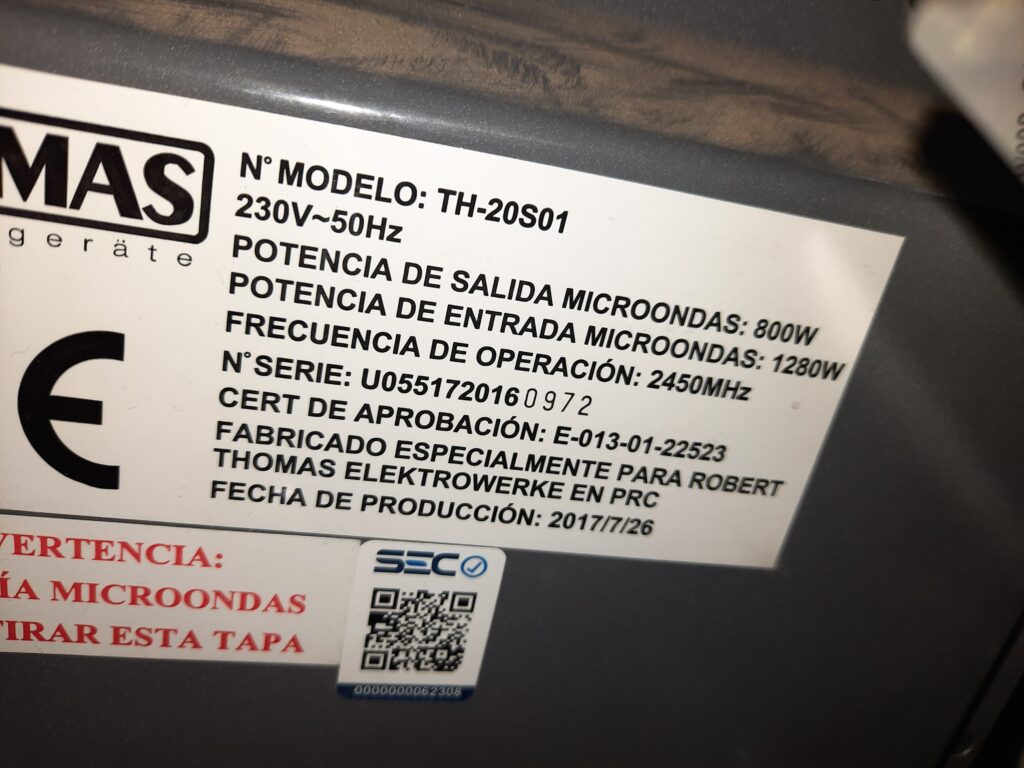 MAS
geräte
N° MODELO: TH-20S01
230V~50Hz
POTENCIA DE SALIDA MICROONDAS: 800W
POTENCIA DE ENTRADA MICROONDAS: 1280W
FRECUENCIA DE OPERACIÓN: 2450MHz
N° SERIE: U0551720160972
CERT DE APROBACIÓN: E-013-01-22523
FABRICADO ESPECIALMENTE PARA ROBERT
THOMAS ELEKTROWERKE EN PRC
FECHA DE PRODUCCIÓN: 2017/7/26
CE
VERTENCIA:
ÍA MICROONDAS
TIRAR ESTA TAPA
SEC
0000000062308